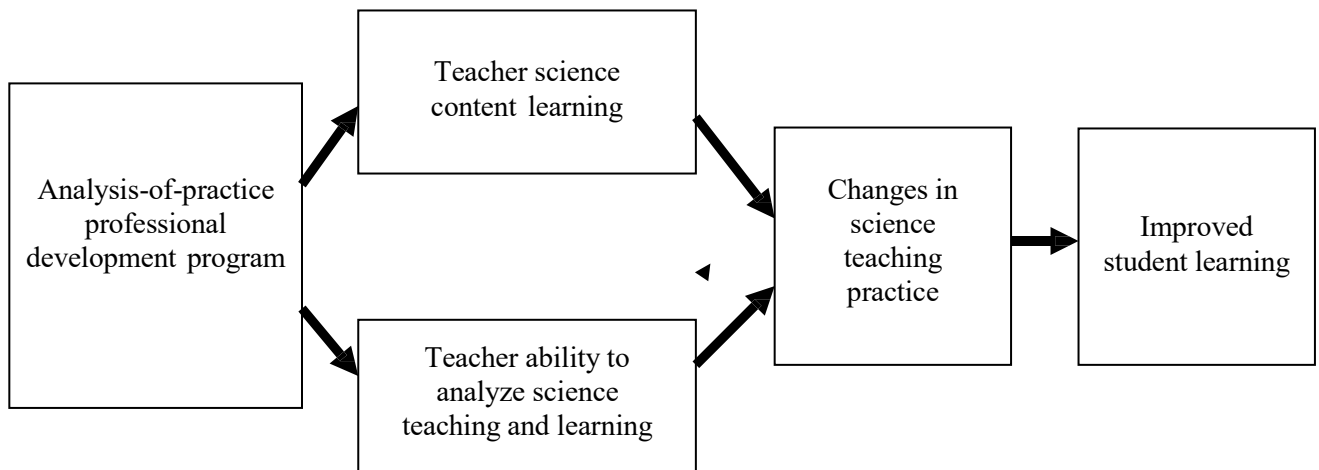 Analysis-of-practice
professional
development program
Teacher science
content learning
Teacher ability to
analyze science
teaching and learning
Changes in
science
teaching
practice
Improved
student learning